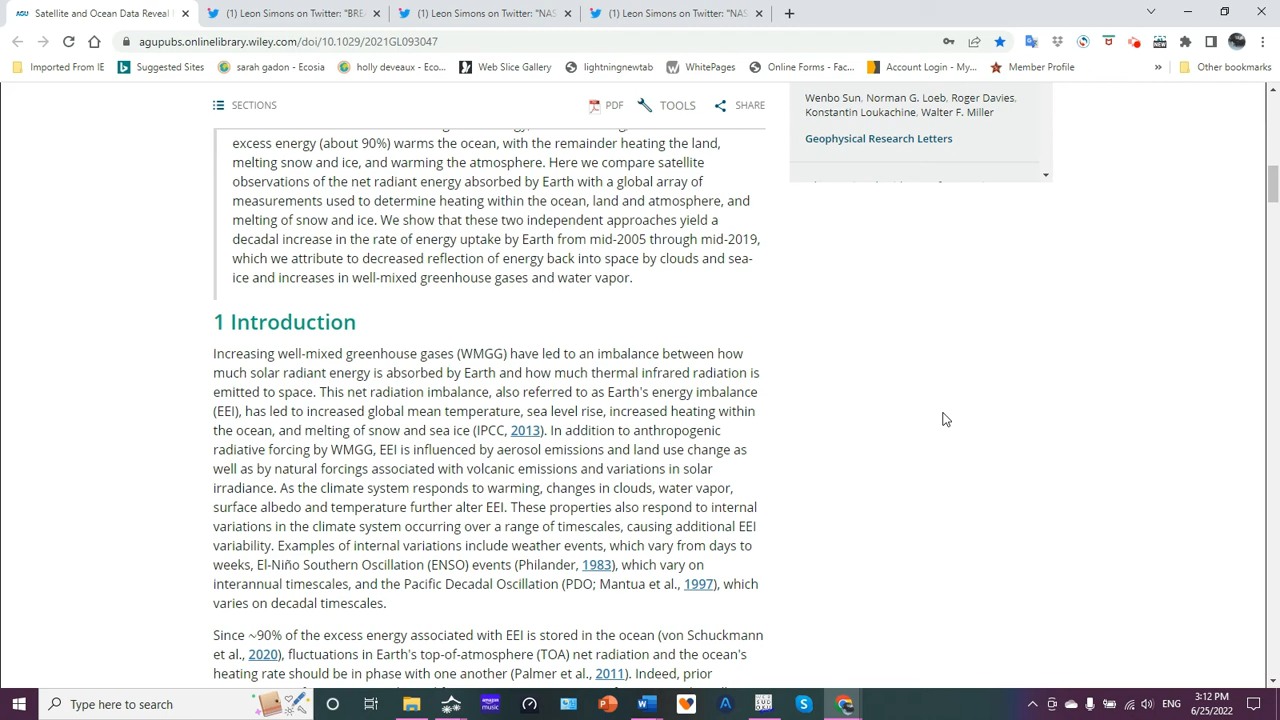 Satellite and Ocean Data Reveal
(1) Leon Simons on Twitter: "BRE
(1) Leon Simons on Twitter: "NAS
(1) Leon Simons on Twitter: "NAS
agupubs.onlinelibrary.wiley.com/doi/10.1029/2021GL093047
Imported From IE
Suggested Sites
sarah gadon - Ecosia
holly deveaux - Eco...
Web Slice Gallery
lightningnewtab
WhitePages
Online Forms - Fac...
Account Login - My...
Member Profile
»
Other bookmarks
SECTIONS
PDF
TOOLS
SHARE
excess energy (about 90%) warms the ocean, with the remainder heating the land,
melting snow and ice, and warming the atmosphere. Here we compare satellite
observations of the net radiant energy absorbed by Earth with a global array of
measurements used to determine heating within the ocean, land and atmosphere, and
melting of snow and ice. We show that these two independent approaches yield a
decadal increase in the rate of energy uptake by Earth from mid-2005 through mid-2019,
which we attribute to decreased reflection of energy back into space by clouds and sea-
ice and increases in well-mixed greenhouse gases and water vapor.
Wenbo Sun, Norman G. Loeb, Roger Davies,
Konstantin Loukachine, Walter F. Miller
Geophysical Research Letters
1 Introduction
Increasing well-mixed greenhouse gases (WMGG) have led to an imbalance between how
much solar radiant energy is absorbed by Earth and how much thermal infrared radiation is
emitted to space. This net radiation imbalance, also referred to as Earth's energy imbalance
(EEI), has led to increased global mean temperature, sea level rise, increased heating within
the ocean, and melting of snow and sea ice (IPCC, 2013). In addition to anthropogenic
radiative forcing by WMGG, EEI is influenced by aerosol emissions and land use change as
well as by natural forcings associated with volcanic emissions and variations in solar
irradiance. As the climate system responds to warming, changes in clouds, water vapor,
surface albedo and temperature further alter EEI. These properties also respond to internal
variations in the climate system occurring over a range of timescales, causing additional EEI
variability. Examples of internal variations include weather events, which vary from days to
weeks, El-Niño Southern Oscillation (ENSO) events (Philander, 1983), which vary on
interannual timescales, and the Pacific Decadal Oscillation (PDO; Mantua et al., 1997), which
varies on decadal timescales.
Since ~90% of the excess energy associated with EEI is stored in the ocean (von Schuckmann
et al., 2020), fluctuations in Earth's top-of-atmosphere (TOA) net radiation and the ocean's
heating rate should be in phase with one another (Palmer et al., 2011). Indeed, prior
Type here to search
ENG
3:12 PM
6/25/2022